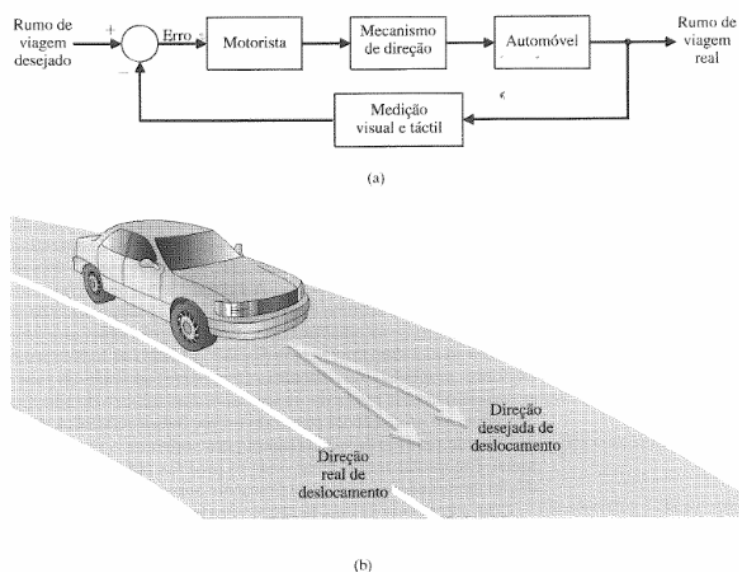 Rumo de
viagem
desejado
+
−
Erro
Motorista
Mecanismo
de direção
Automóvel
Rumo de
viagem
real
Medição
visual e táctil
(a)
Direção
desejada de
deslocamento
Direção
real de
deslocamento
(b)